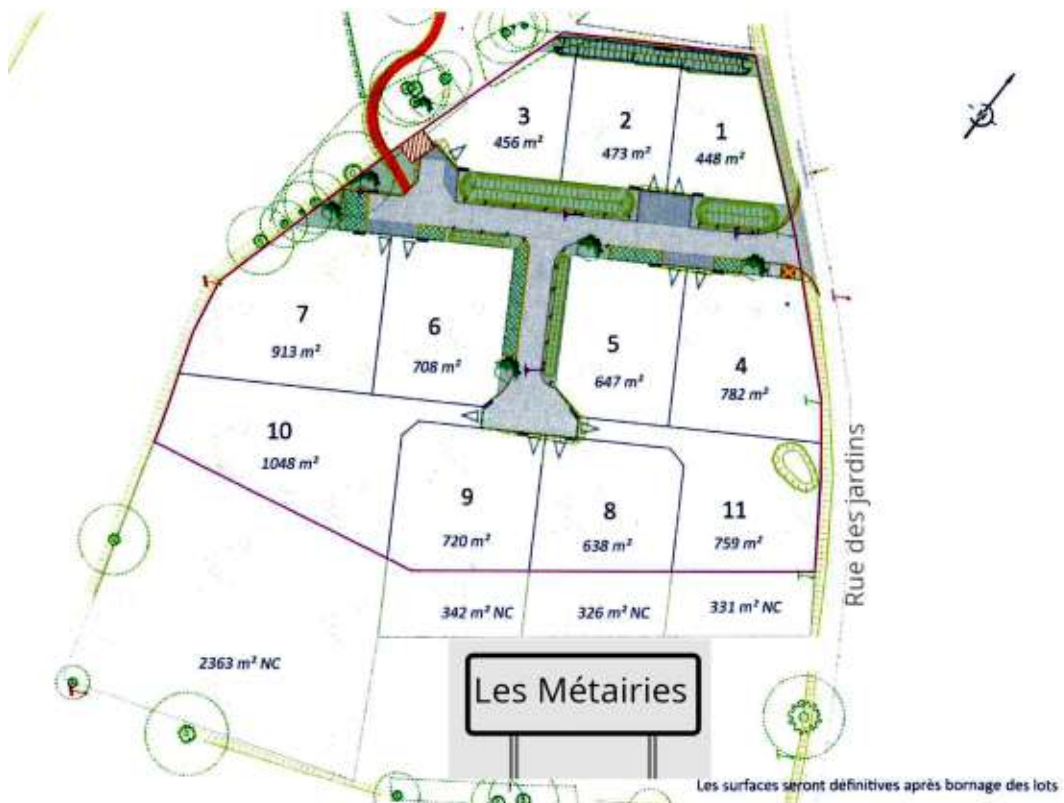 3
456 m²
2
473 m²
1
448 m²
7
913 m²
6
708 m²
5
647 m²
4
782 m²
10
1048 m²
9
720 m²
8
638 m²
11
759 m²
Rue des jardins
342 m² NC
326 m² NC
331 m² NC
2363 m² NC
Les Métairies
Les surfaces seront définitives après bornage des lots